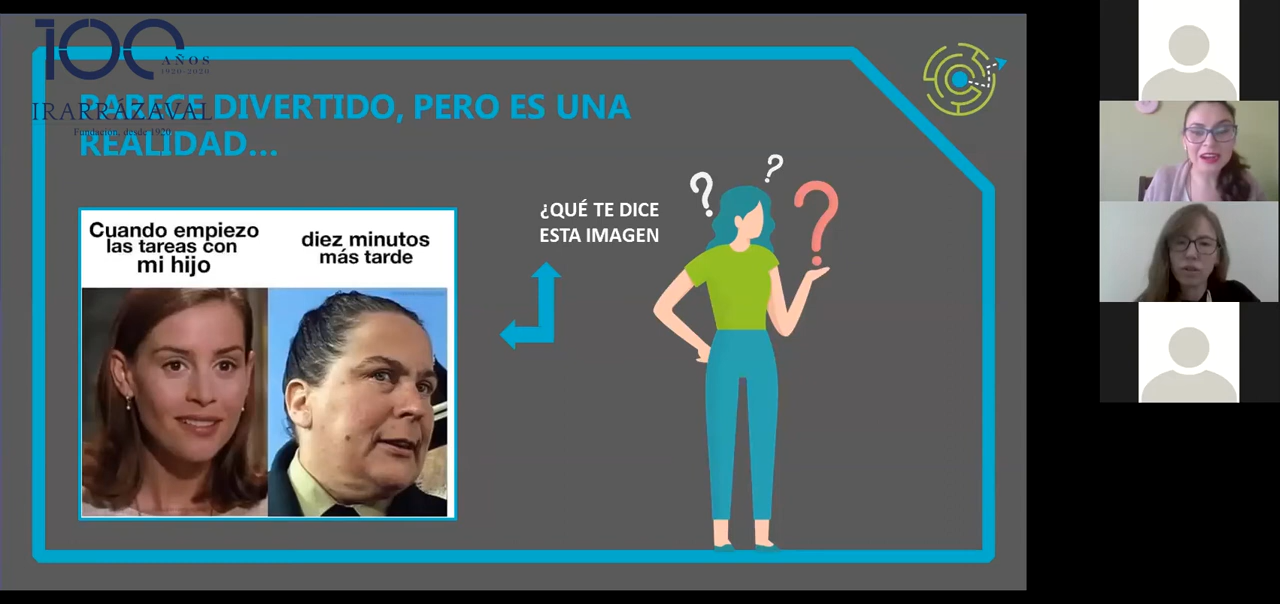 100
AÑOS
1920-2020
IRARRÁZAVAL
Fundación, desde 1920
PARECE DIVERTIDO, PERO ES UNA
REALIDAD...
¿QUÉ TE DICE
ESTA IMAGEN
Cuando empiezo
las tareas con
mi hijo
diez minutos
más tarde
? ? ?